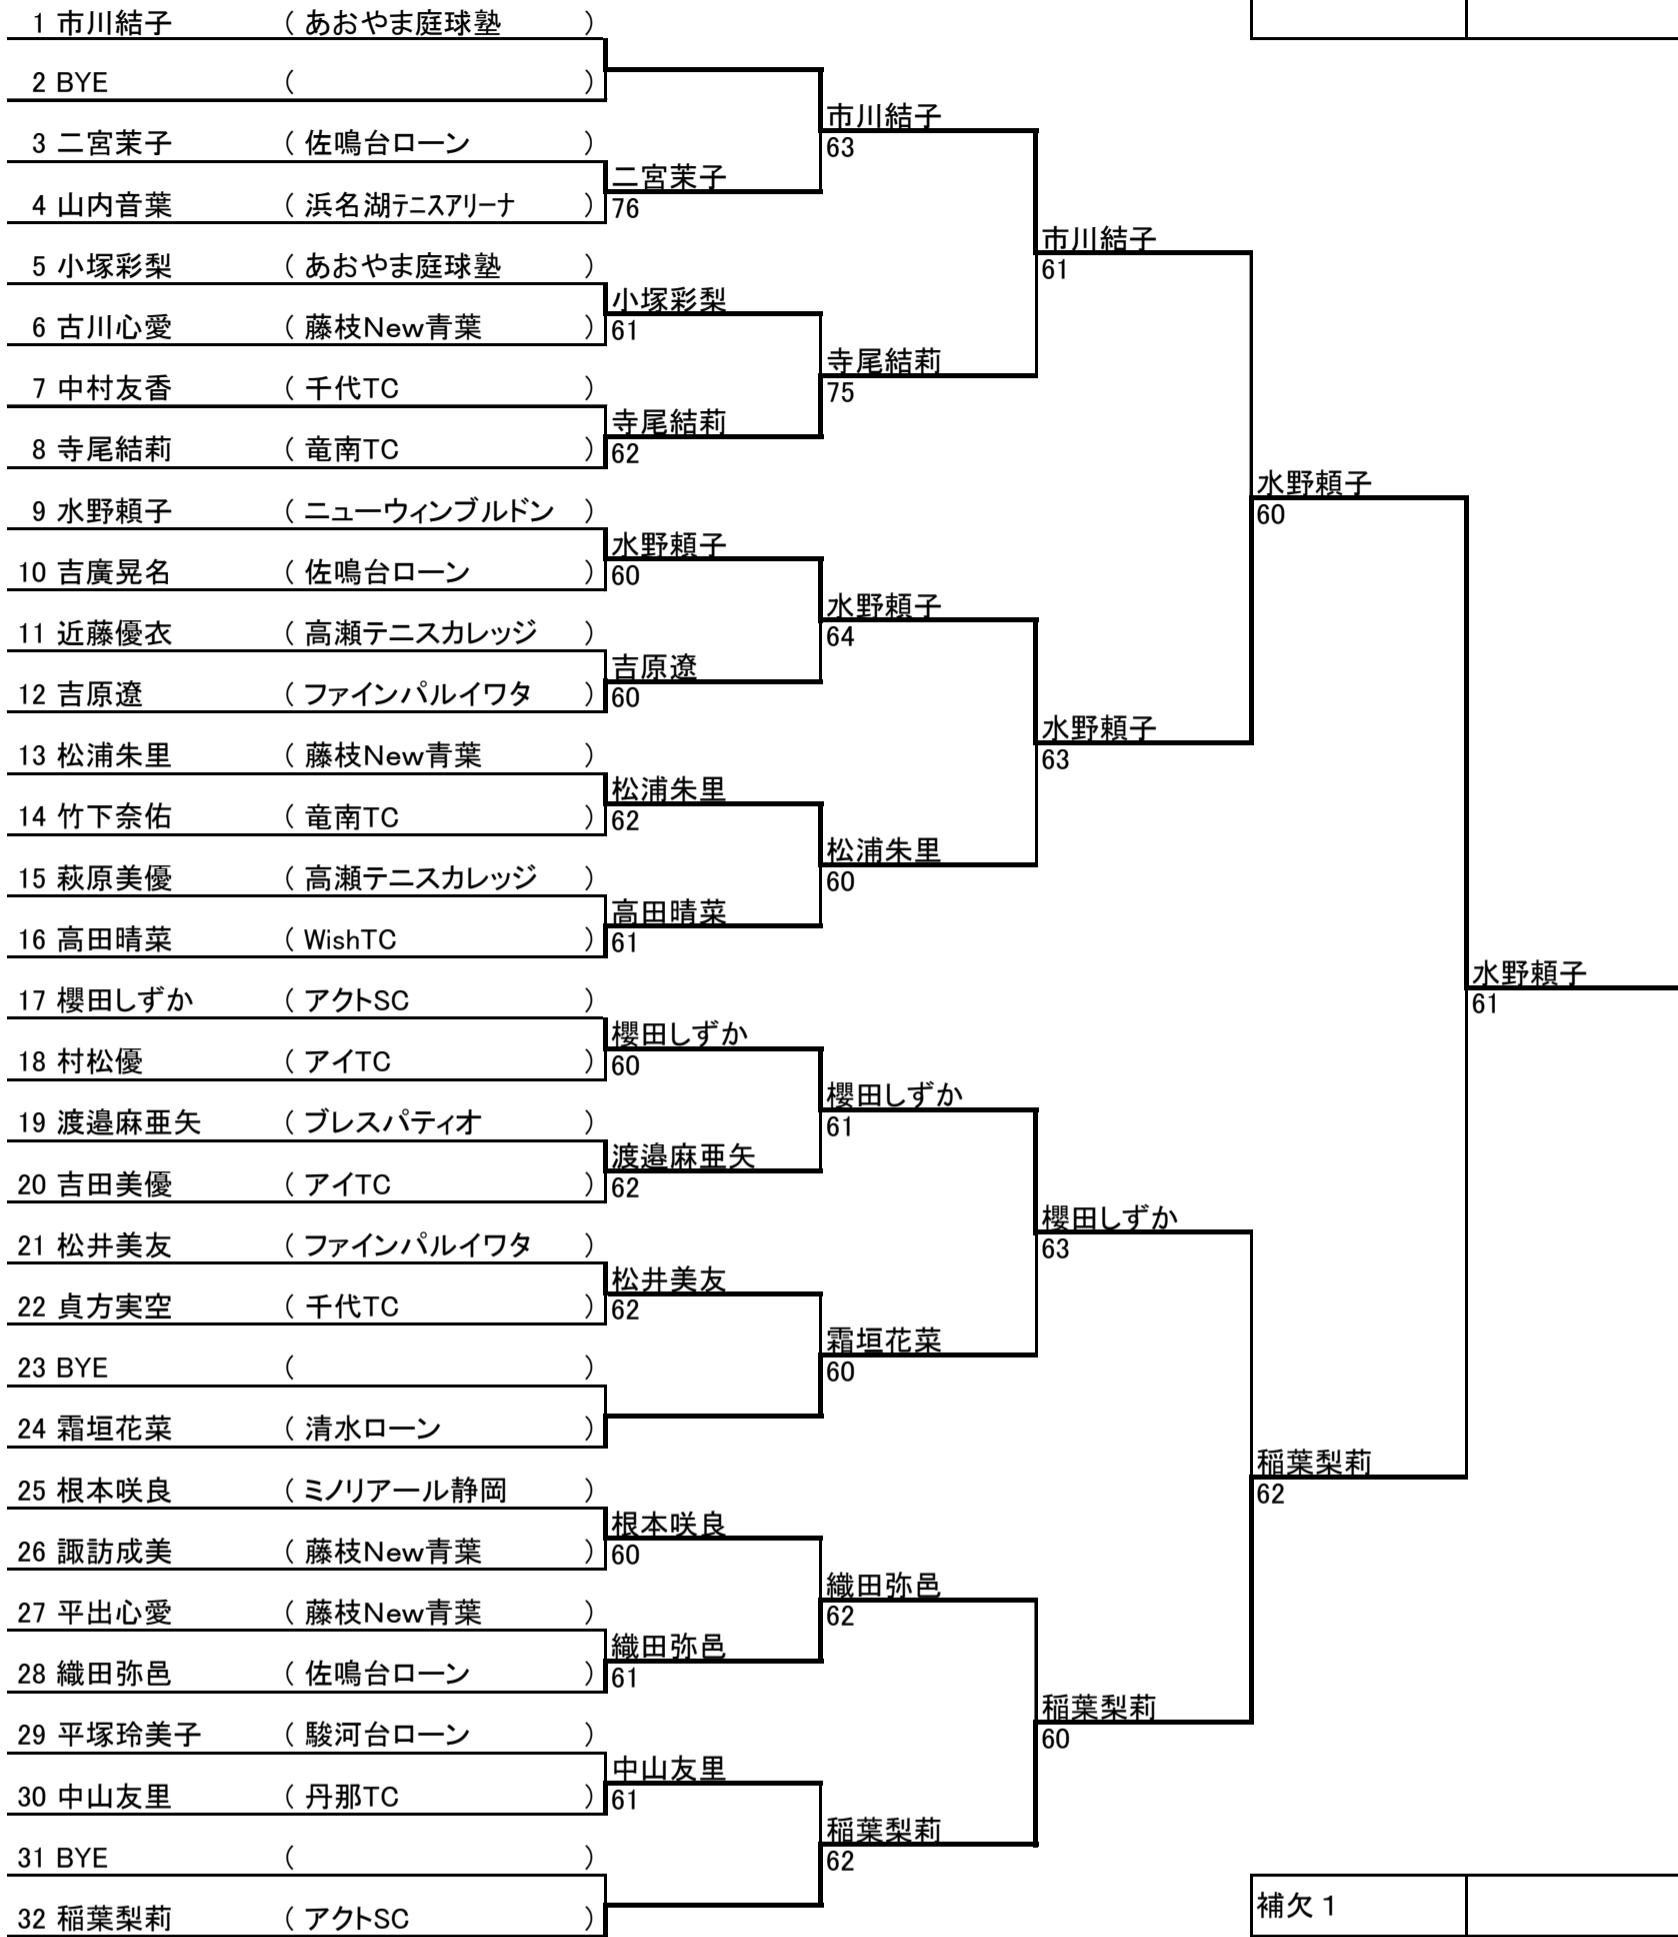 1 市川結子 ( あおやま庭球塾 )
2 BYE ( )
市川結子
63
3 二宮茉子 ( 佐鳴台ローン )
二宮茉子
4 山内音葉 ( 浜名湖テニスアリーナ ) 76
市川結子
61
5 小塚彩梨 ( あおやま庭球塾 )
小塚彩梨
6 古川心愛 ( 藤枝New青葉 ) 61
寺尾結莉
75
7 中村友香 ( 千代TC )
寺尾結莉
8 寺尾結莉 ( 竜南TC ) 62
水野頼子
60
9 水野頼子 ( ニューウィンブルドン )
水野頼子
10 吉廣晃名 ( 佐鳴台ローン ) 60
水野頼子
64
11 近藤優衣 ( 高瀬テニスカレッジ )
吉原遼
12 吉原遼 ( ファインパルイワタ ) 60
水野頼子
63
13 松浦朱里 ( 藤枝New青葉 )
松浦朱里
14 竹下奈佑 ( 竜南TC ) 62
松浦朱里
60
15 萩原美優 ( 高瀬テニスカレッジ )
高田晴菜
16 高田晴菜 ( WishTC ) 61
水野頼子
61
17 櫻田しずか ( アクトSC )
櫻田しずか
18 村松優 ( アイTC ) 60
櫻田しずか
61
19 渡邉麻亜矢 ( ブレスパティオ )
渡邉麻亜矢
20 吉田美優 ( アイTC ) 62
櫻田しずか
63
21 松井美友 ( ファインパルイワタ )
松井美友
22 貞方実空 ( 千代TC ) 62
霜垣花菜
60
23 BYE ( )
24 霜垣花菜 ( 清水ローン )
稲葉梨莉
62
25 根本咲良 ( ミノリアール静岡 )
根本咲良
26 諏訪成美 ( 藤枝New青葉 ) 60
織田弥邑
62
27 平出心愛 ( 藤枝New青葉 )
織田弥邑
28 織田弥邑 ( 佐鳴台ローン ) 61
稲葉梨莉
60
29 平塚玲美子 ( 駿河台ローン )
中山友里
30 中山友里 ( 丹那TC ) 61
稲葉梨莉
62
31 BYE ( )
32 稲葉梨莉 ( アクトSC )
補欠 1